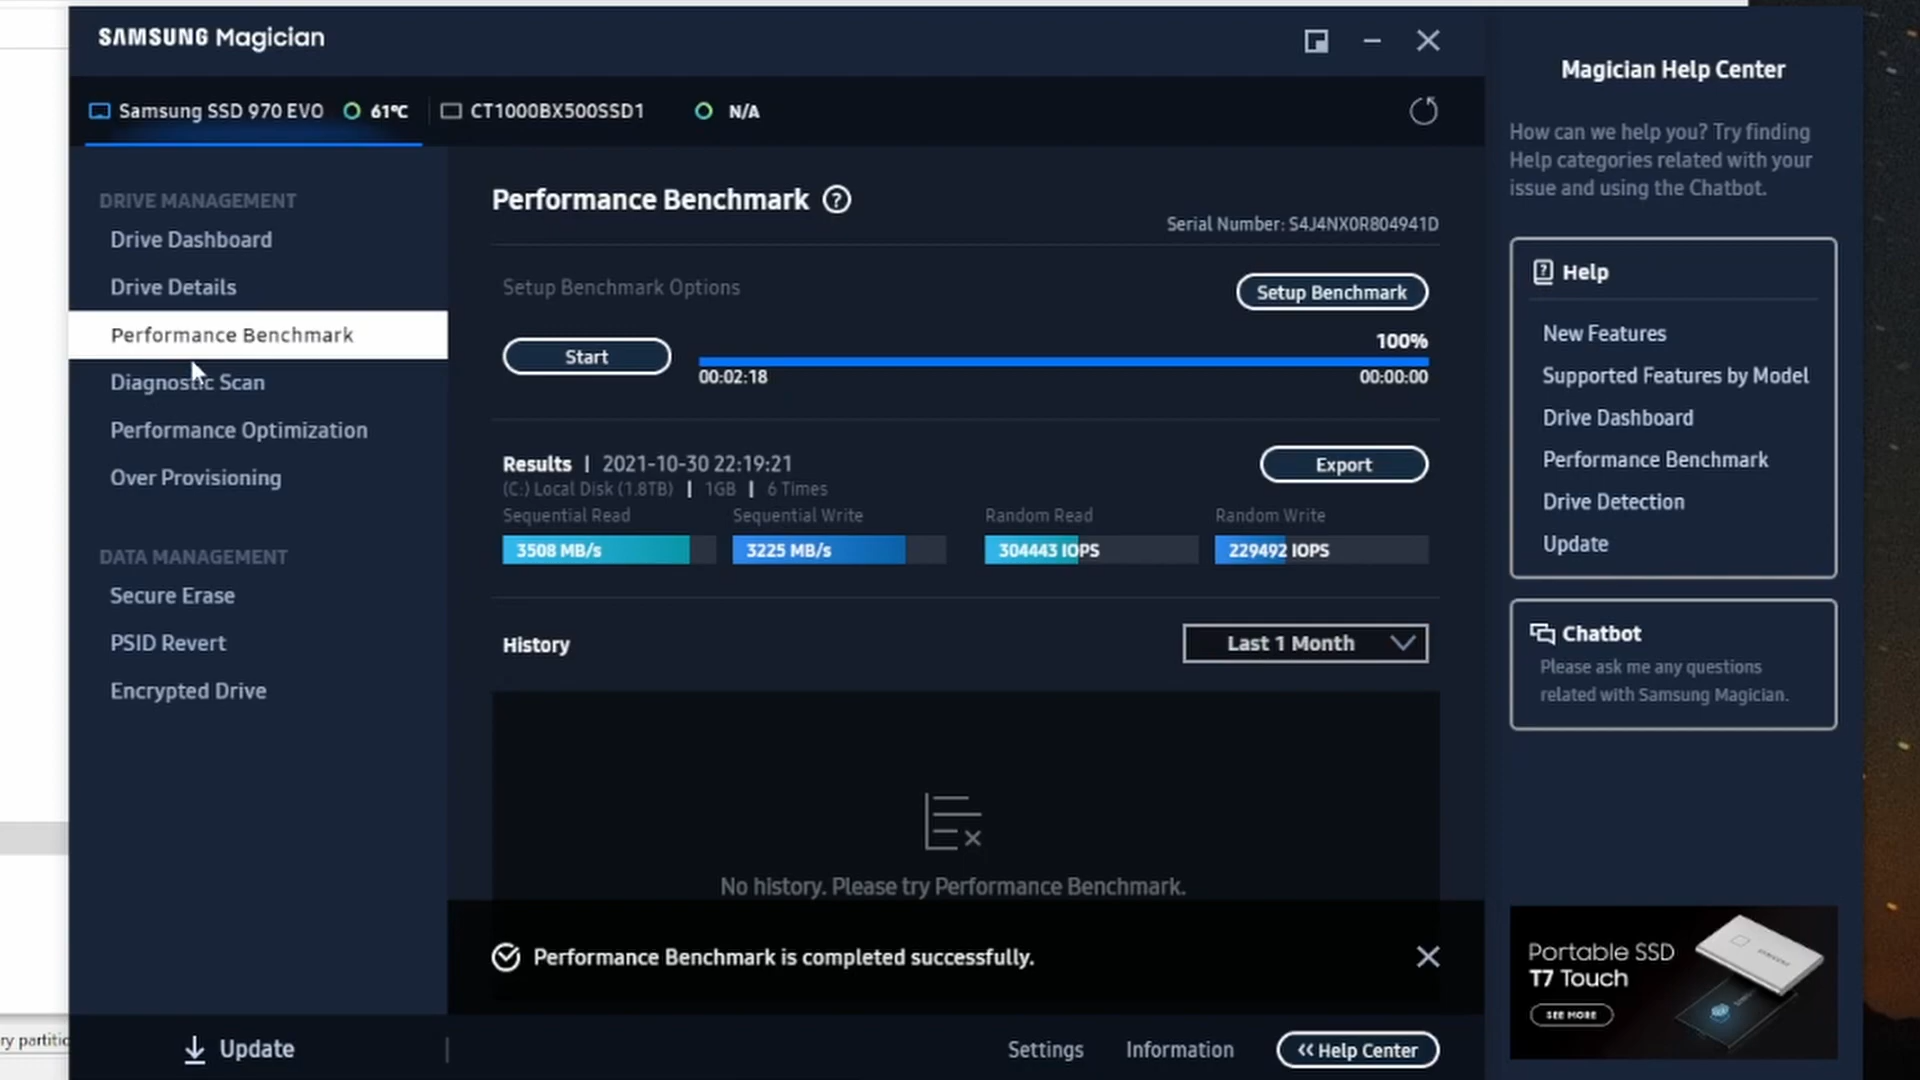 SAMSUNG Magician
Samsung SSD 970 EVO 61℃ CT1000BX500SSD1 N/A
DRIVE MANAGEMENT
Drive Dashboard
Drive Details
Performance Benchmark
Diagnostic Scan
Performance Optimization
Over Provisioning
DATA MANAGEMENT
Secure Erase
PSID Revert
Encrypted Drive
Update
Performance Benchmark ?
Serial Number: S4J4NX0R804941D
Setup Benchmark Options
Setup Benchmark
100%
Start
00:02:18 00:00:00
Results | 2021-10-30 22:19:21
Export
(C:) Local Disk (1.8TB) | 1GB | 6 Times
Sequential Read Sequential Write Random Read Random Write
3508 MB/s 3225 MB/s 304443 IOPS 229492 IOPS
History
Last 1 Month
No history. Please try Performance Benchmark.
Performance Benchmark is completed successfully.
Settings Information << Help Center
Magician Help Center
How can we help you? Try finding
Help categories related with your
issue and using the Chatbot.
Help
New Features
Supported Features by Model
Drive Dashboard
Performance Benchmark
Drive Detection
Update
Chatbot
Please ask me any questions
related with Samsung Magician.
Portable SSD
T7 Touch
SEE MORE
SAMSUNG
ry partitio